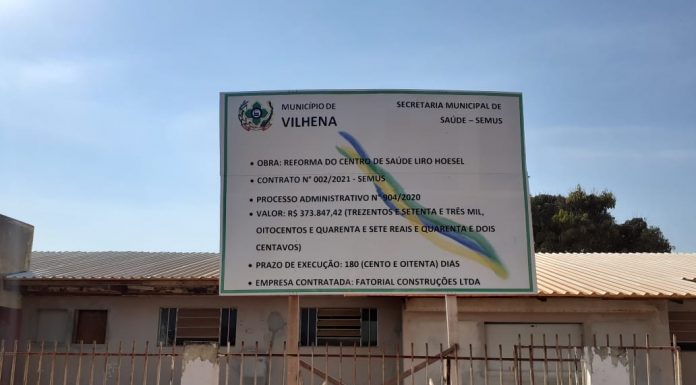 MUNICÍPIO DE
VILHENA
SECRETARIA MUNICIPAL DE
SAÚDE – SEMUS
• OBRA: REFORMA DO CENTRO DE SAÚDE LIRO HOESEL
• CONTRATO N° 002/2021 - SEMUS
• PROCESSO ADMINISTRATIVO N° 904/2020
• VALOR: R$ 373.847,42 (TREZENTOS E SETENTA E TRÊS MIL,
OITOCENTOS E QUARENTA E SETE REAIS E QUARENTA E DOIS
CENTAVOS)
• PRAZO DE EXECUÇÃO: 180 (CENTO E OITENTA) DIAS
• EMPRESA CONTRATADA: FATORIAL CONSTRUÇÕES LTDA